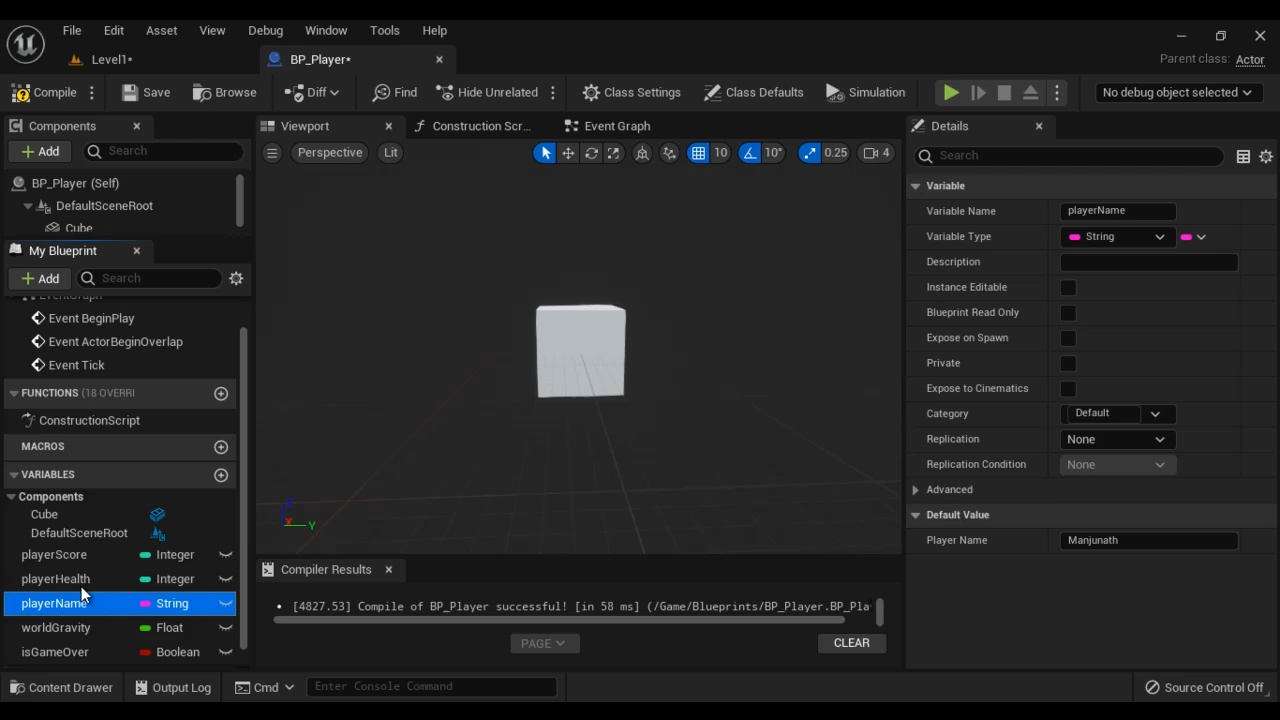 File Edit View Asset View Debug Window Tools Help
Level1*
BP_Player*
Parent class: Actor
Compile
Save
Browse
Diff
Find
Hide Unrelated
Class Settings
Class Defaults
Simulation
No debug object selected
Components
Add
Search
BP_Player (Self)
DefaultSceneRoot
Cube
My Blueprint
Add
Search
EventGraph
Event BeginPlay
Event ActorBeginOverlap
Event Tick
FUNCTIONS (18 OVERRI
ConstructionScript
MACROS
VARIABLES
Components
Cube
DefaultSceneRoot
playerScore Integer
playerHealth Integer
playerName String
worldGravity Float
isGameOver Boolean
Viewport
Construction Scr...
Event Graph
Perspective
Lit
10
10°
0.25
4
X
Y
Compiler Results
• [4827.53] Compile of BP_Player successful! [in 58 ms] (/Game/Blueprints/BP_Player.BP_Pla
PAGE
CLEAR
Details
Search
Variable
Variable Name playerName
Variable Type String
Description
Instance Editable
Blueprint Read Only
Expose on Spawn
Private
Expose to Cinematics
Category Default
Replication None
Replication Condition None
Advanced
Default Value
Player Name Manjunath
Content Drawer
Output Log
Cmd
Enter Console Command
Source Control Off